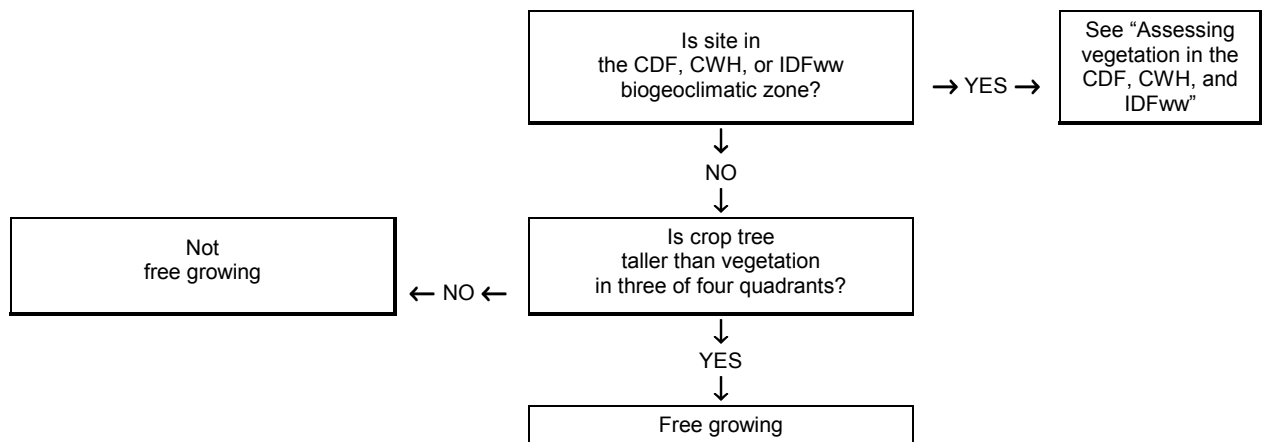 Is site in
the CDF, CWH, or IDFww
biogeoclimatic zone?
YES
See “Assessing
vegetation in the
CDF, CWH, and
IDFww”
NO
Is crop tree
taller than vegetation
in three of four quadrants?
NO
Not
free growing
YES
Free growing